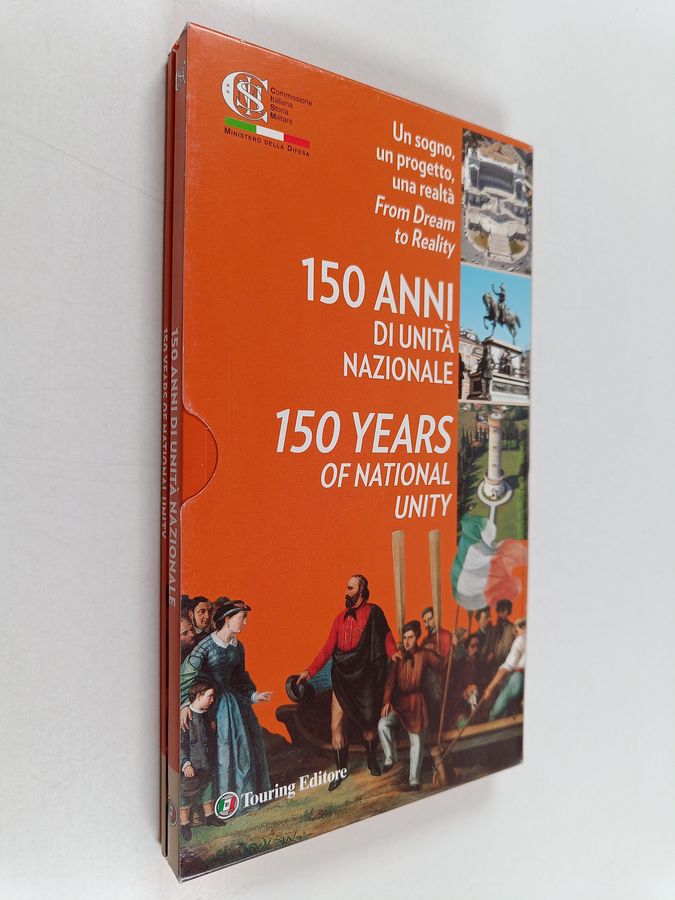 CISM
Commissione
Italiana
Storia
Militare
MINISTERO DELLA DIFESA
Un sogno,
un progetto,
una realtà
From Dream
to Reality
150 ANNI
DI UNITÀ
NAZIONALE
150 YEARS
OF NATIONAL
UNITY
Touring Editore
150 ANNI DI UNITÀ NAZIONALE
150 YEARS OF NATIONAL UNITY